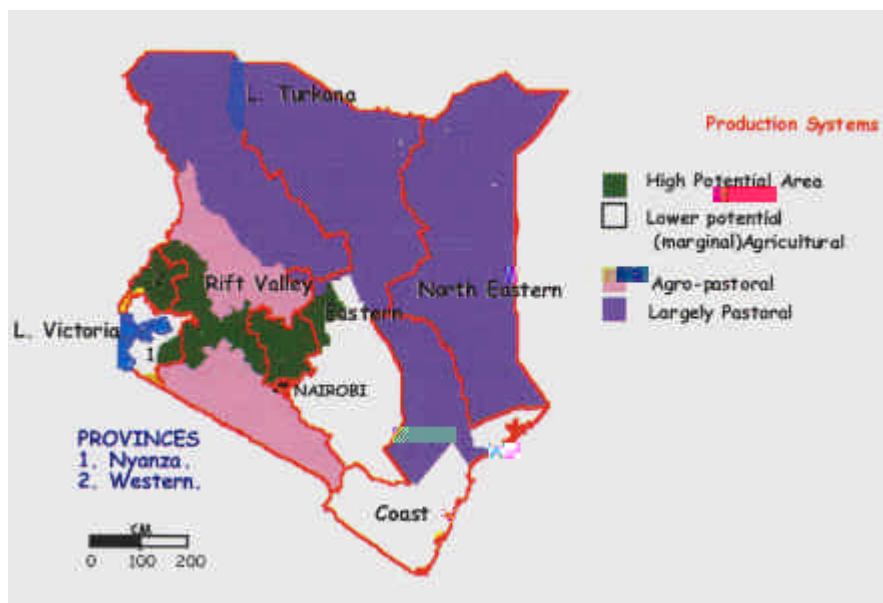 L. Turkana
Production Systems
High Potential Area
Lower potential
(marginal)Agricultural
Agro-pastoral
Largely Pastoral
Rift Valley
Eastern
North Eastern
L. Victoria
1
NAIROBI
PROVINCES
1. Nyanza.
2. Western.
Coast
CM
0 100 200